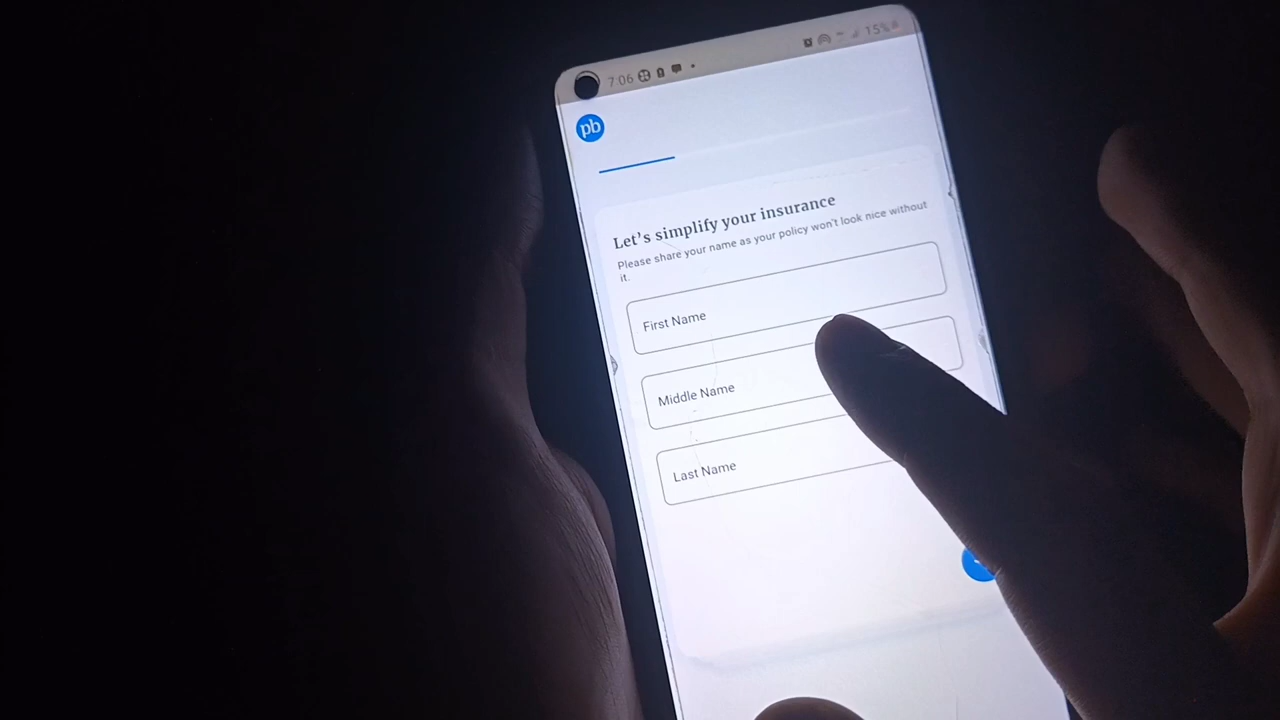 7:06
15%
pb
Let's simplify your insurance
Please share your name as your policy won't look nice without
it.
First Name
Middle Name
Last Name